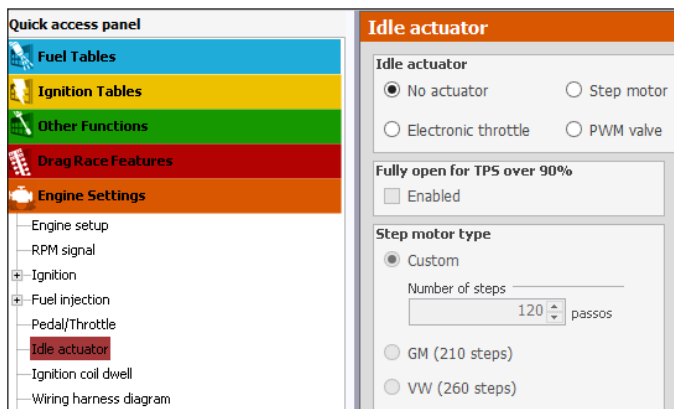 Quick access panel
Fuel Tables
Ignition Tables
Other Functions
Drag Race Features
Engine Settings
Engine setup
RPM signal
Ignition
Fuel injection
Pedal/Throttle
Idle actuator
Ignition coil dwell
Wiring harness diagram
Idle actuator
Idle actuator
No actuator
Step motor
Electronic throttle
PWM valve
Fully open for TPS over 90%
Enabled
Step motor type
Custom
Number of steps
120 passos
GM (210 steps)
VW (260 steps)